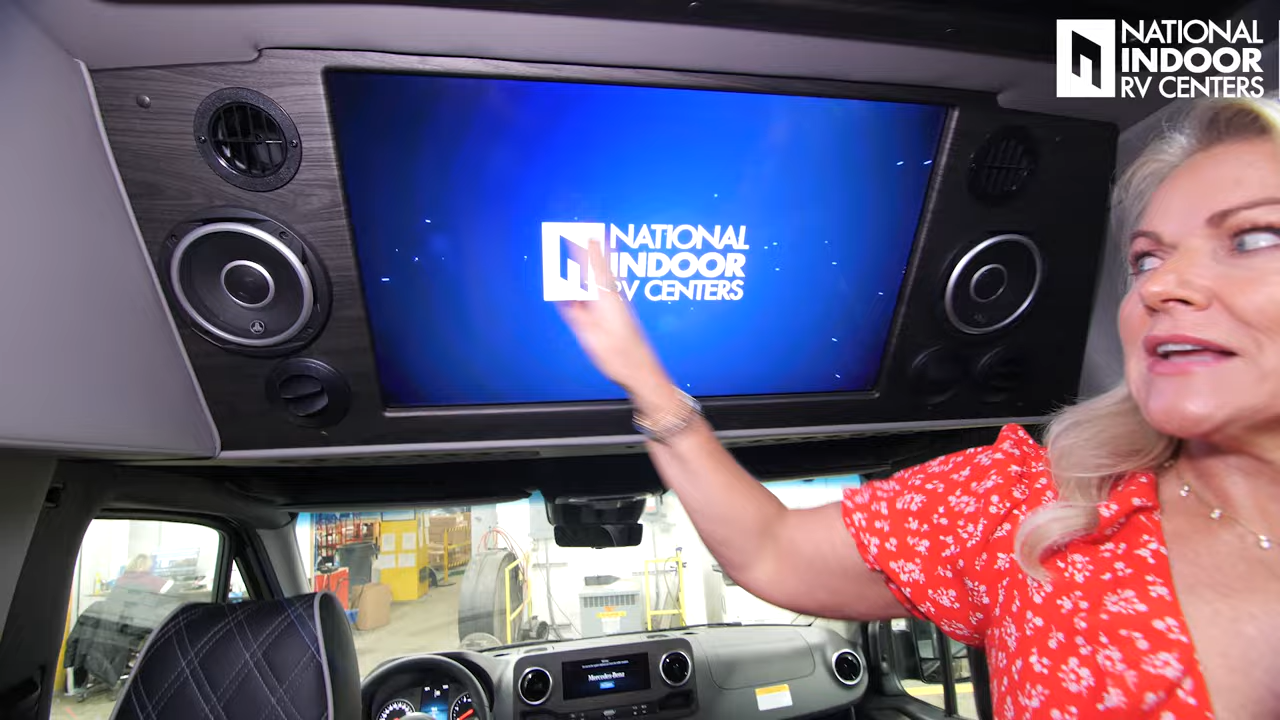 NATIONAL
INDOOR
RV CENTERS
NATIONAL
INDOOR
RV CENTERS
Mercedes-Benz